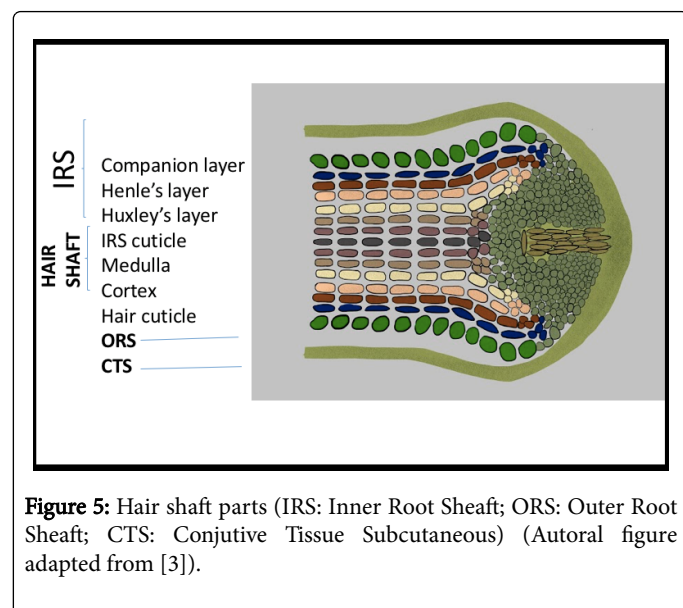 IRS
Companion layer
Henle's layer
Huxley's layer
HAIR
SHAFT
IRS cuticle
Medulla
Cortex
Hair cuticle
ORS
CTS
Figure 5: Hair shaft parts (IRS: Inner Root Sheaft; ORS: Outer Root
Sheaft; CTS: Conjutive Tissue Subcutaneous) (Autoral figure
adapted from [3]).